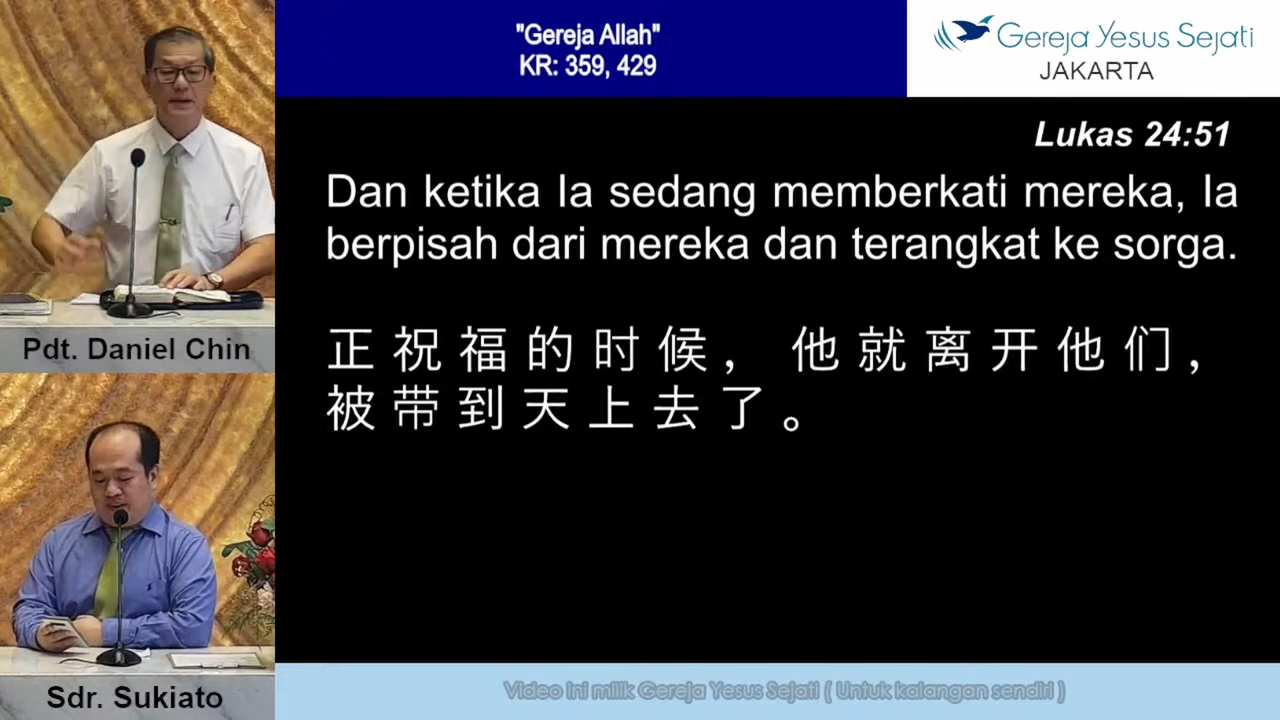 "Gereja Allah"
KR: 359, 429
Gereja Yesus Sejati
JAKARTA
Lukas 24:51
Dan ketika Ia sedang memberkati mereka, Ia
berpisah dari mereka dan terangkat ke sorga.
正祝福的时候，他就离开他们，
被带到天上去了。
Pdt. Daniel Chin
Sdr. Sukiato
Video ini milik Gereja Yesus Sejati ( Untuk kalangan sendiri )